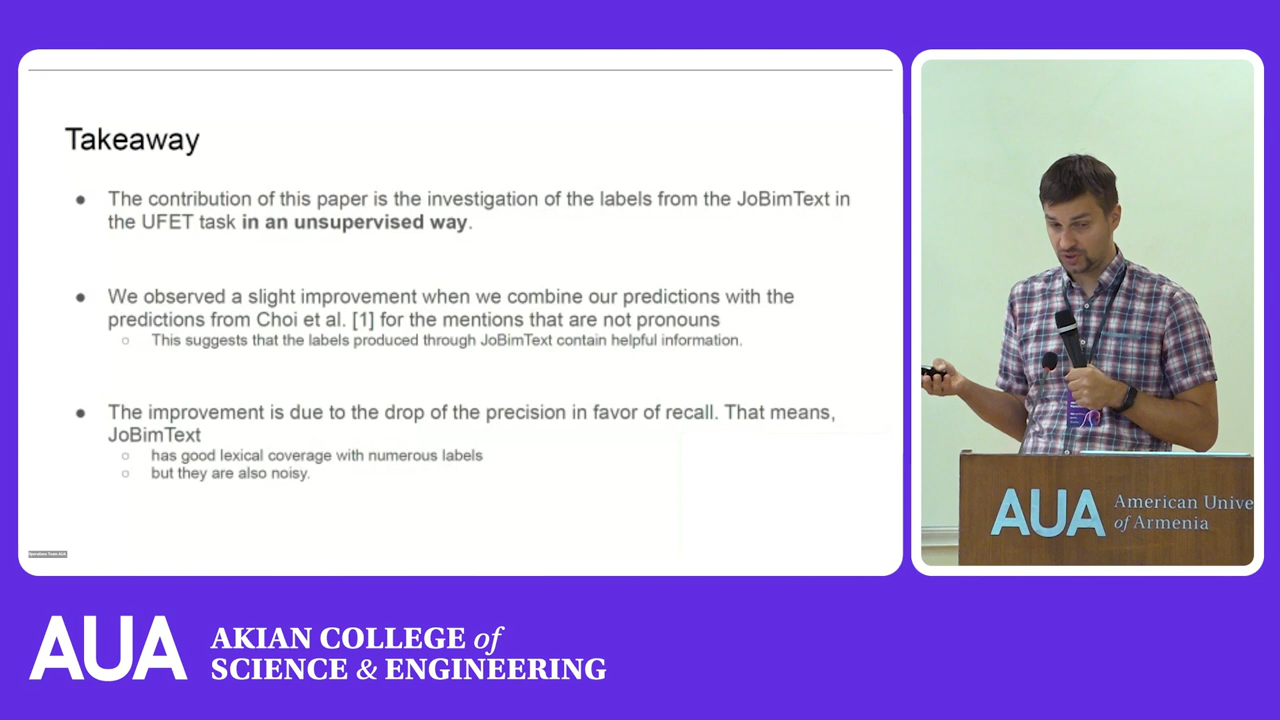 Takeaway
● The contribution of this paper is the investigation of the labels from the JoBimText in
the UFET task in an unsupervised way.
● We observed a slight improvement when we combine our predictions with the
predictions from Choi et al. [1] for the mentions that are not pronouns
○ This suggests that the labels produced through JoBimText contain helpful information.
● The improvement is due to the drop of the precision in favor of recall. That means,
JoBimText
○ has good lexical coverage with numerous labels
○ but they are also noisy.
Operations Team AUA
AUA American Unive
of Armenia
AUA AKIAN COLLEGE of
SCIENCE & ENGINEERING